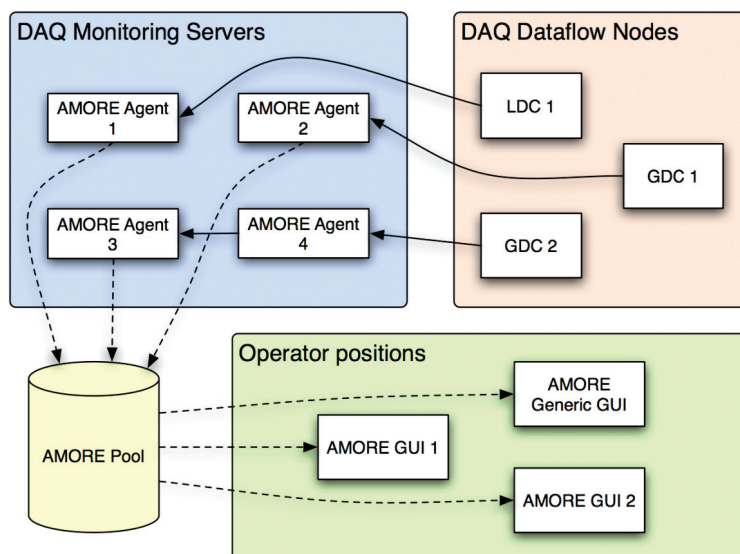 DAQ Monitoring Servers
AMORE Agent
1
AMORE Agent
2
AMORE Agent
3
AMORE Agent
4
DAQ Dataflow Nodes
LDC 1
GDC 1
GDC 2
AMORE Pool
Operator positions
AMORE
Generic GUI
AMORE GUI 1
AMORE GUI 2